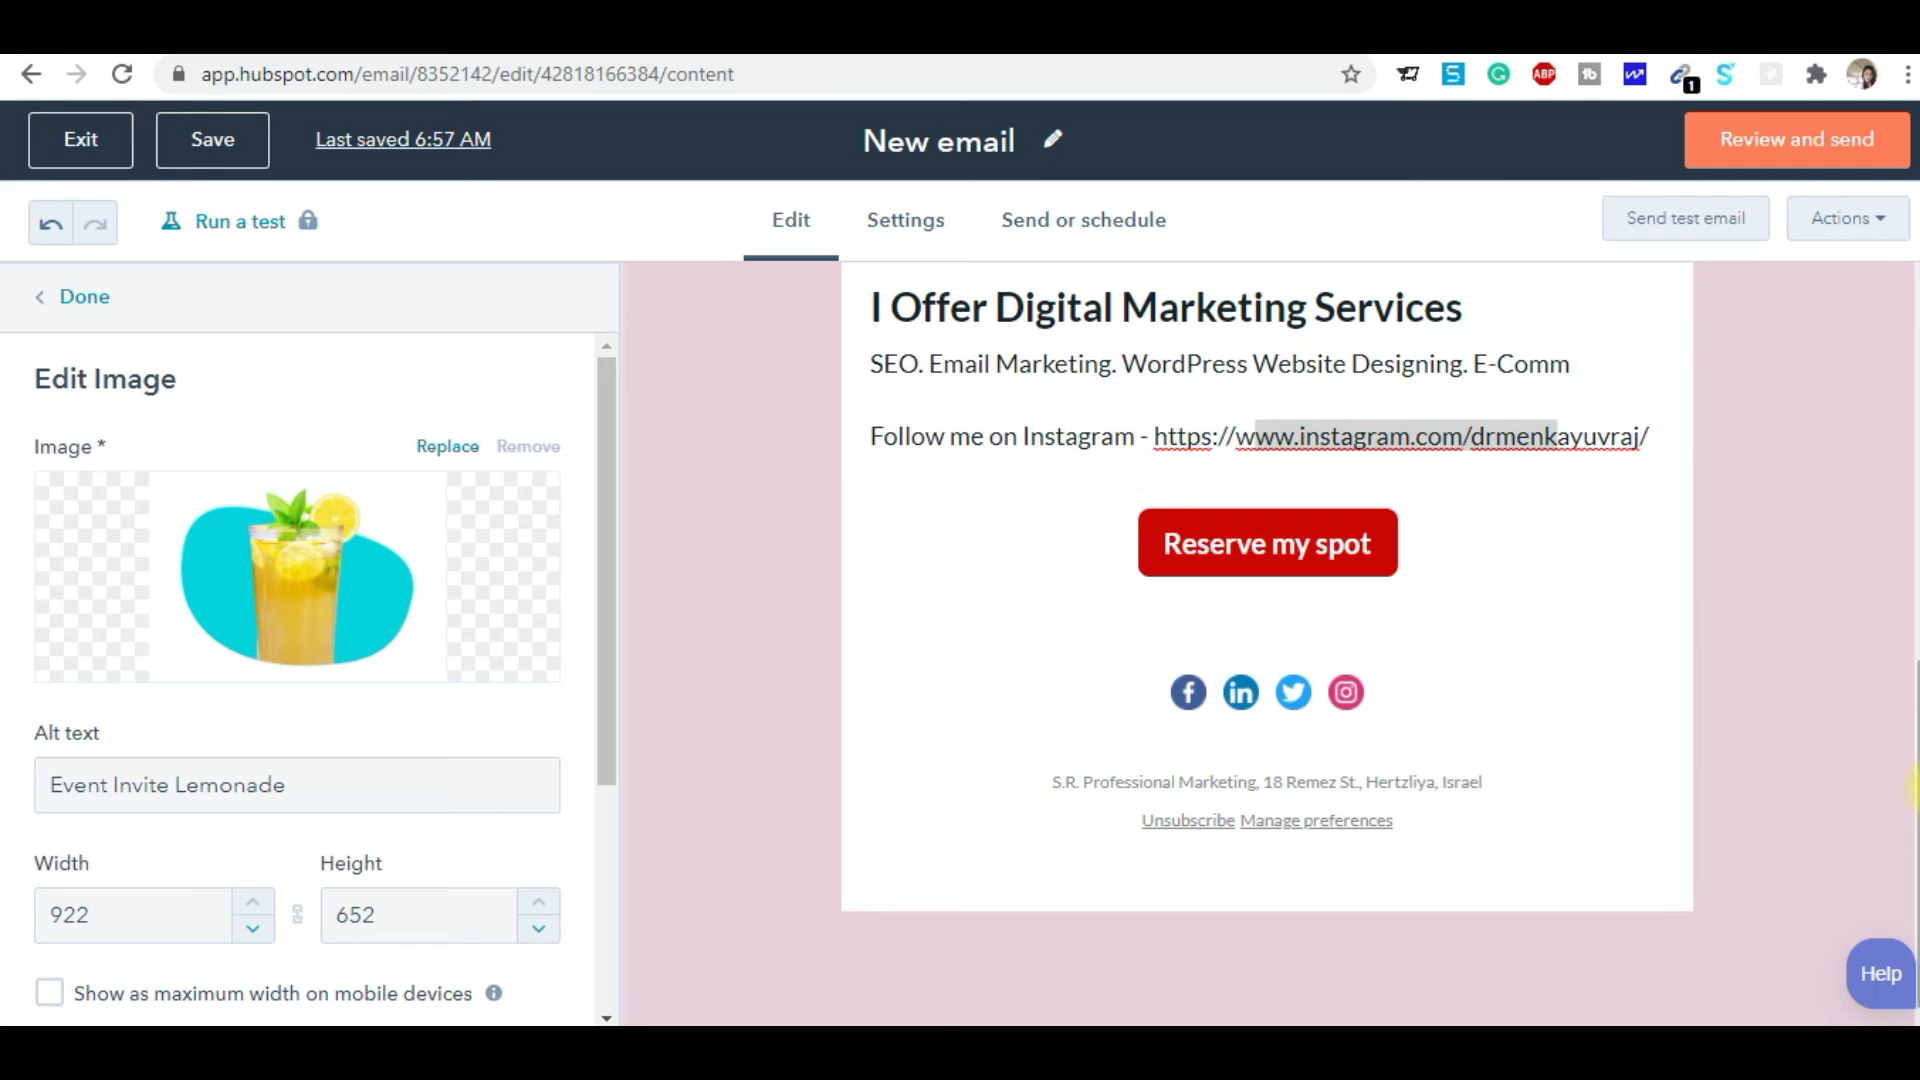 app.hubspot.com/email/8352142/edit/42818166384/content
S
G
ABP
tb
1
S
Exit
Save
Last saved 6:57 AM
New email
Review and send
Run a test
Edit
Settings
Send or schedule
Send test email
Actions
Done
Edit Image
Image *
Replace
Remove
Alt text
Event Invite Lemonade
Width
Height
922
652
Show as maximum width on mobile devices
I Offer Digital Marketing Services
SEO. Email Marketing. WordPress Website Designing. E-Comm
Follow me on Instagram - https://www.instagram.com/drmenkayuvraj/
Reserve my spot
f
in
S.R. Professional Marketing, 18 Remez St., Hertzliya, Israel
Unsubscribe Manage preferences
Help